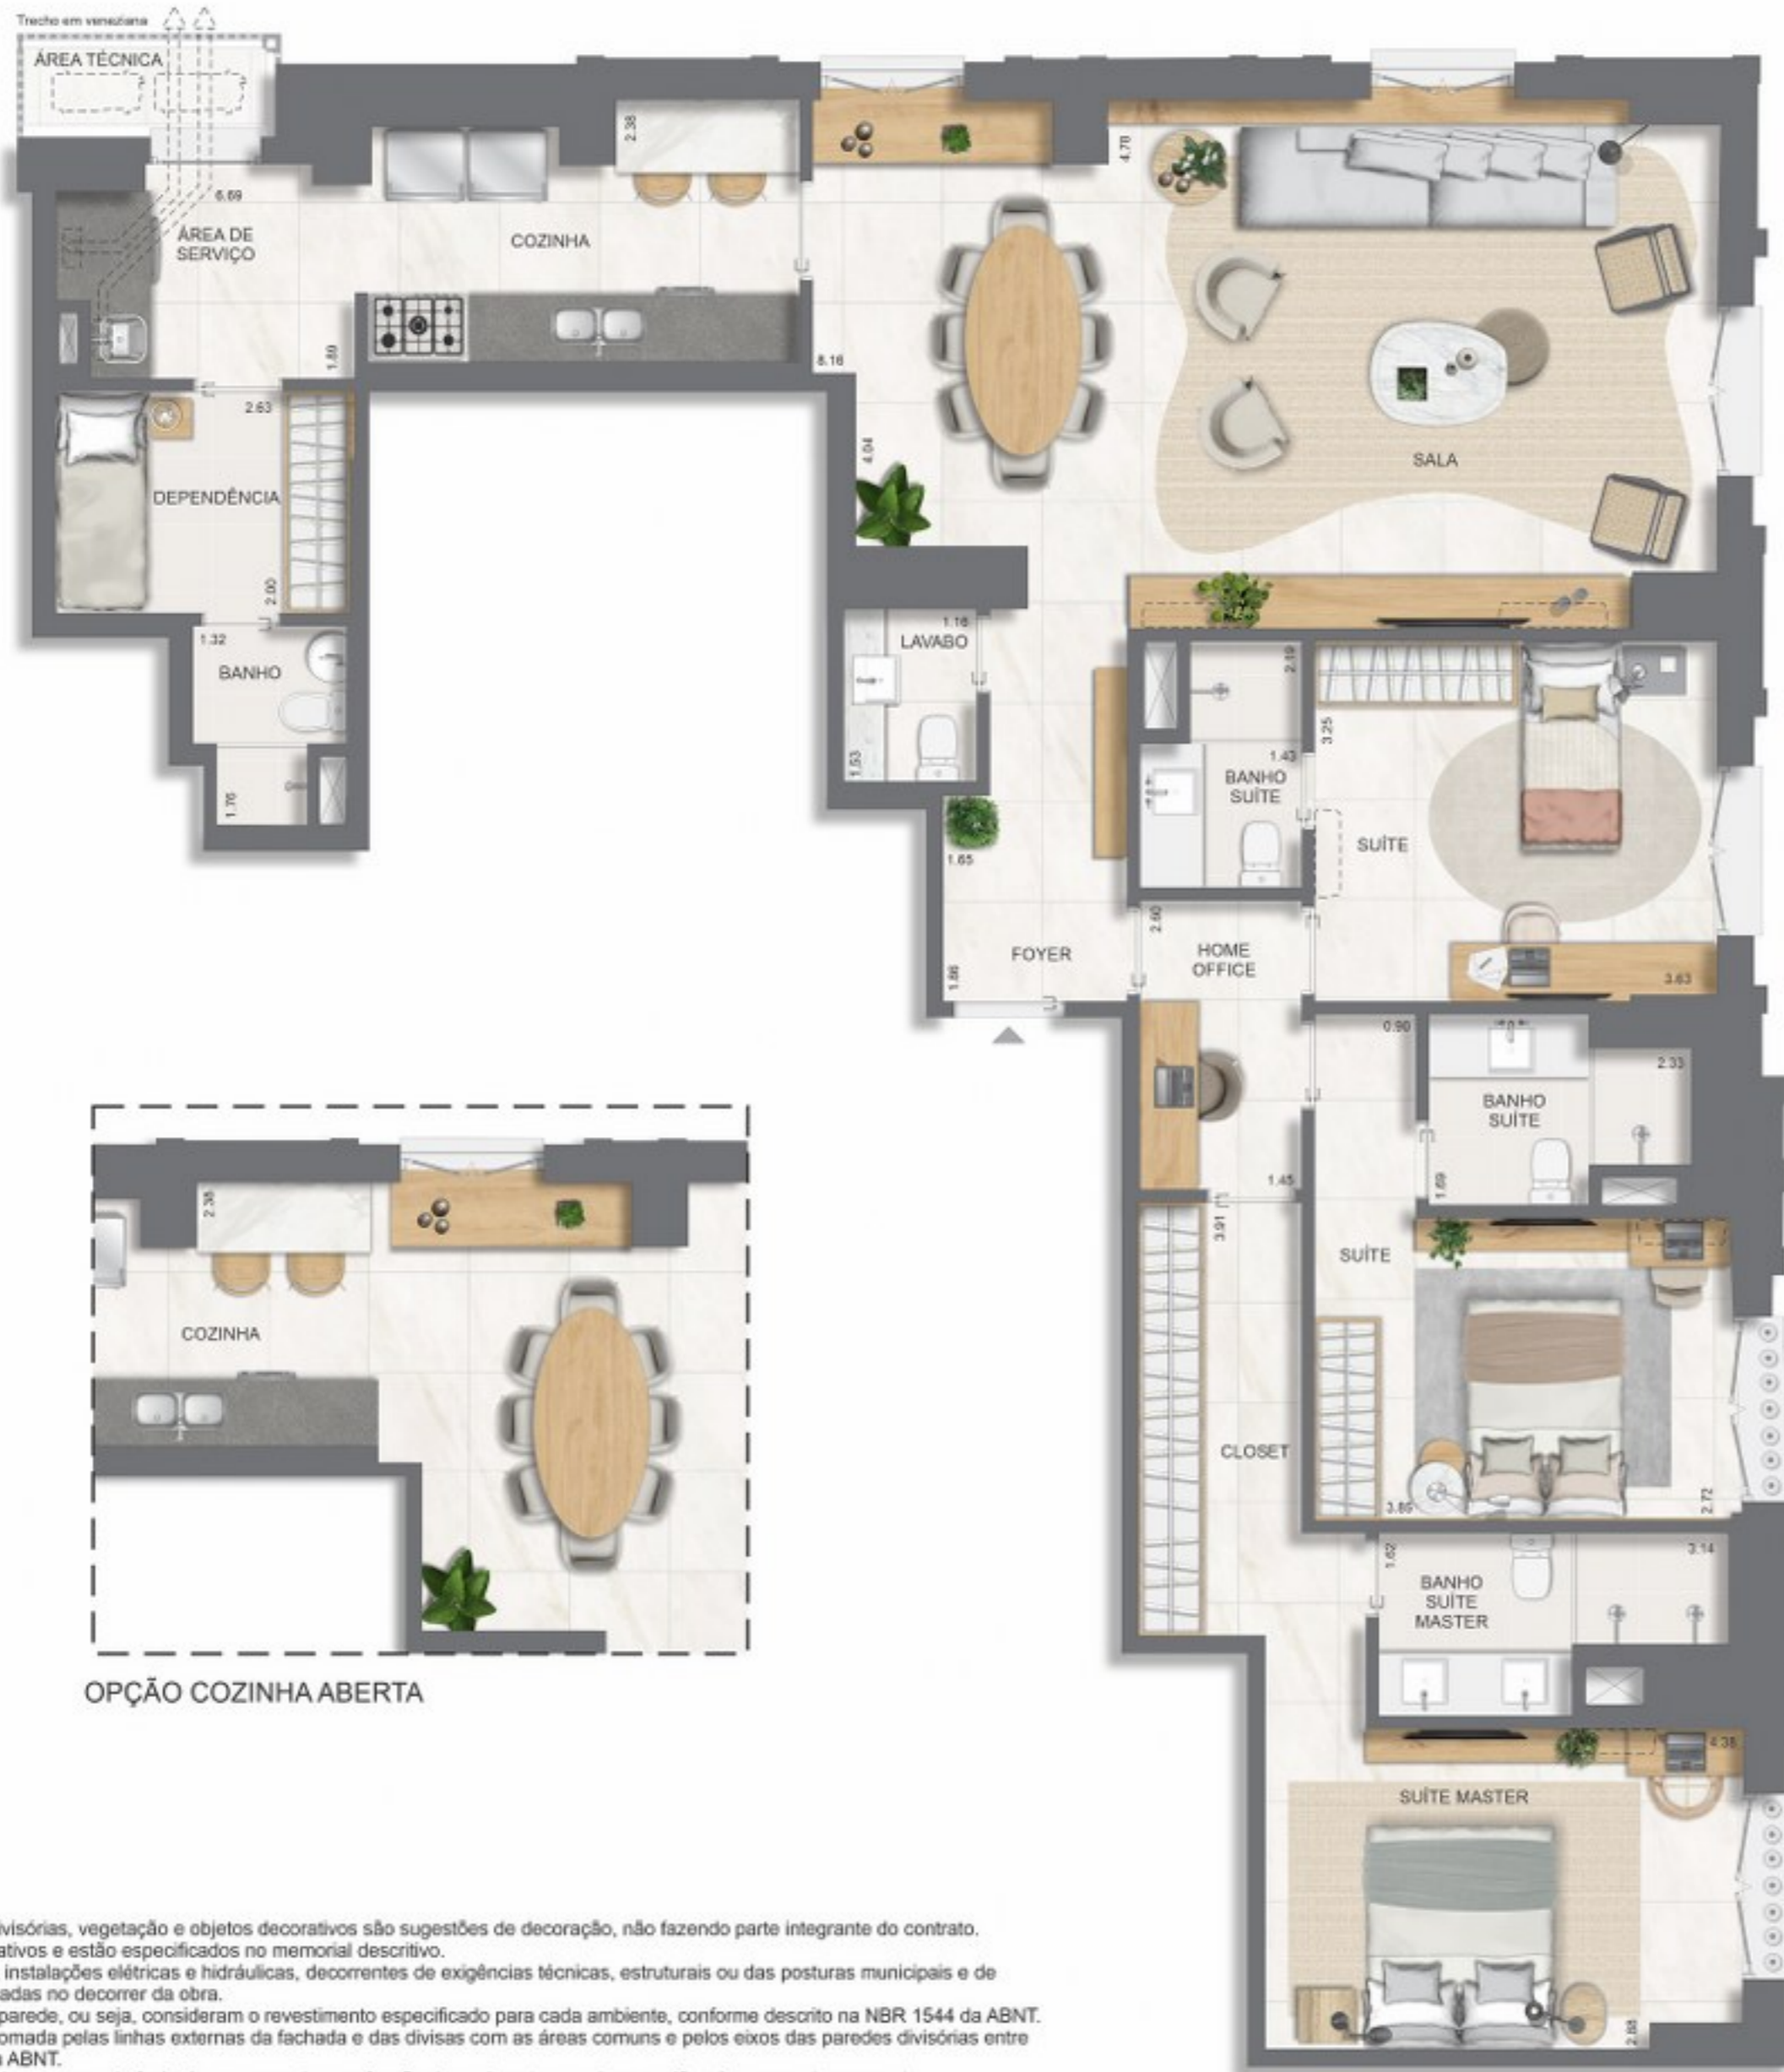 Trecho em veneziana
ÁREA TÉCNICA
2.38
4.78
6.69
ÁREA DE
SERVIÇO
COZINHA
1.89
8.16
2.63
4.04
SALA
DEPENDÊNCIA
2.00
1.32
BANHO
1.76
1.16
LAVABO
1.53
2.19
3.25
1.43
BANHO
SUÍTE
SUÍTE
1.65
2.60
FOYER
HOME
OFFICE
1.86
3.63
0.90
2.33
BANHO
SUÍTE
1.69
1.45
3.91
SUÍTE
2.38
COZINHA
CLOSET
3.85
2.72
1.62
3.14
BANHO
SUÍTE
MASTER
OPÇÃO COZINHA ABERTA
4.38
SUÍTE MASTER
2.88
divisórias, vegetação e objetos decorativos são sugestões de decoração, não fazendo parte integrante do contrato.
ativos e estão especificados no memorial descritivo.
instalações elétricas e hidráulicas, decorrentes de exigências técnicas, estruturais ou das posturas municipais e de
adas no decorrer da obra.
parede, ou seja, consideram o revestimento especificado para cada ambiente, conforme descrito na NBR 1544 da ABNT.
omada pelas linhas externas da fachada e das divisas com as áreas comuns e pelos eixos das paredes divisórias entre
ABNT.